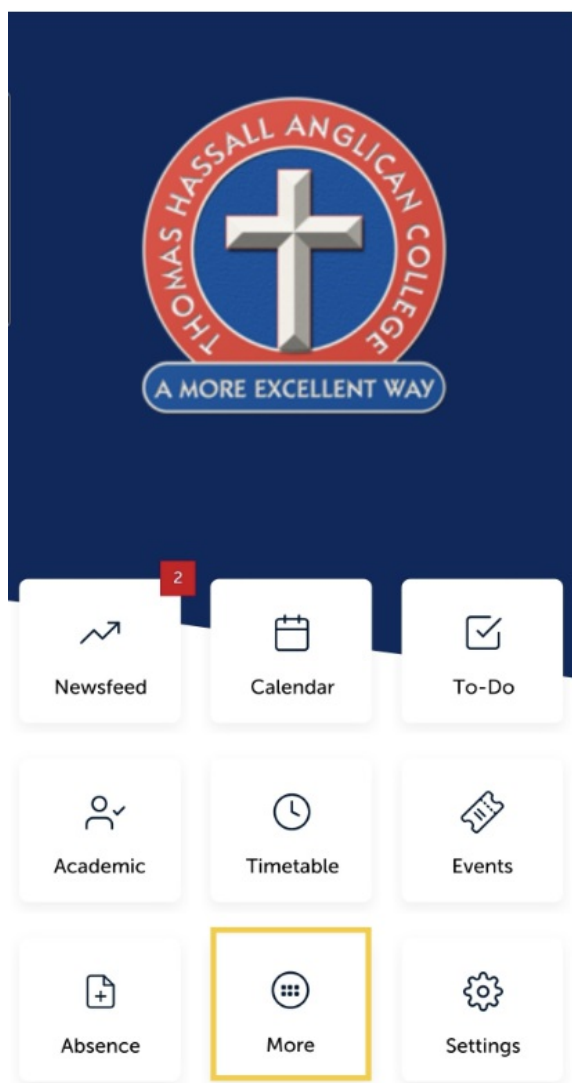 THOMAS HASSALL ANGLICAN COLLEGE
A MORE EXCELLENT WAY
2
Newsfeed
Calendar
To-Do
Academic
Timetable
Events
Absence
More
Settings